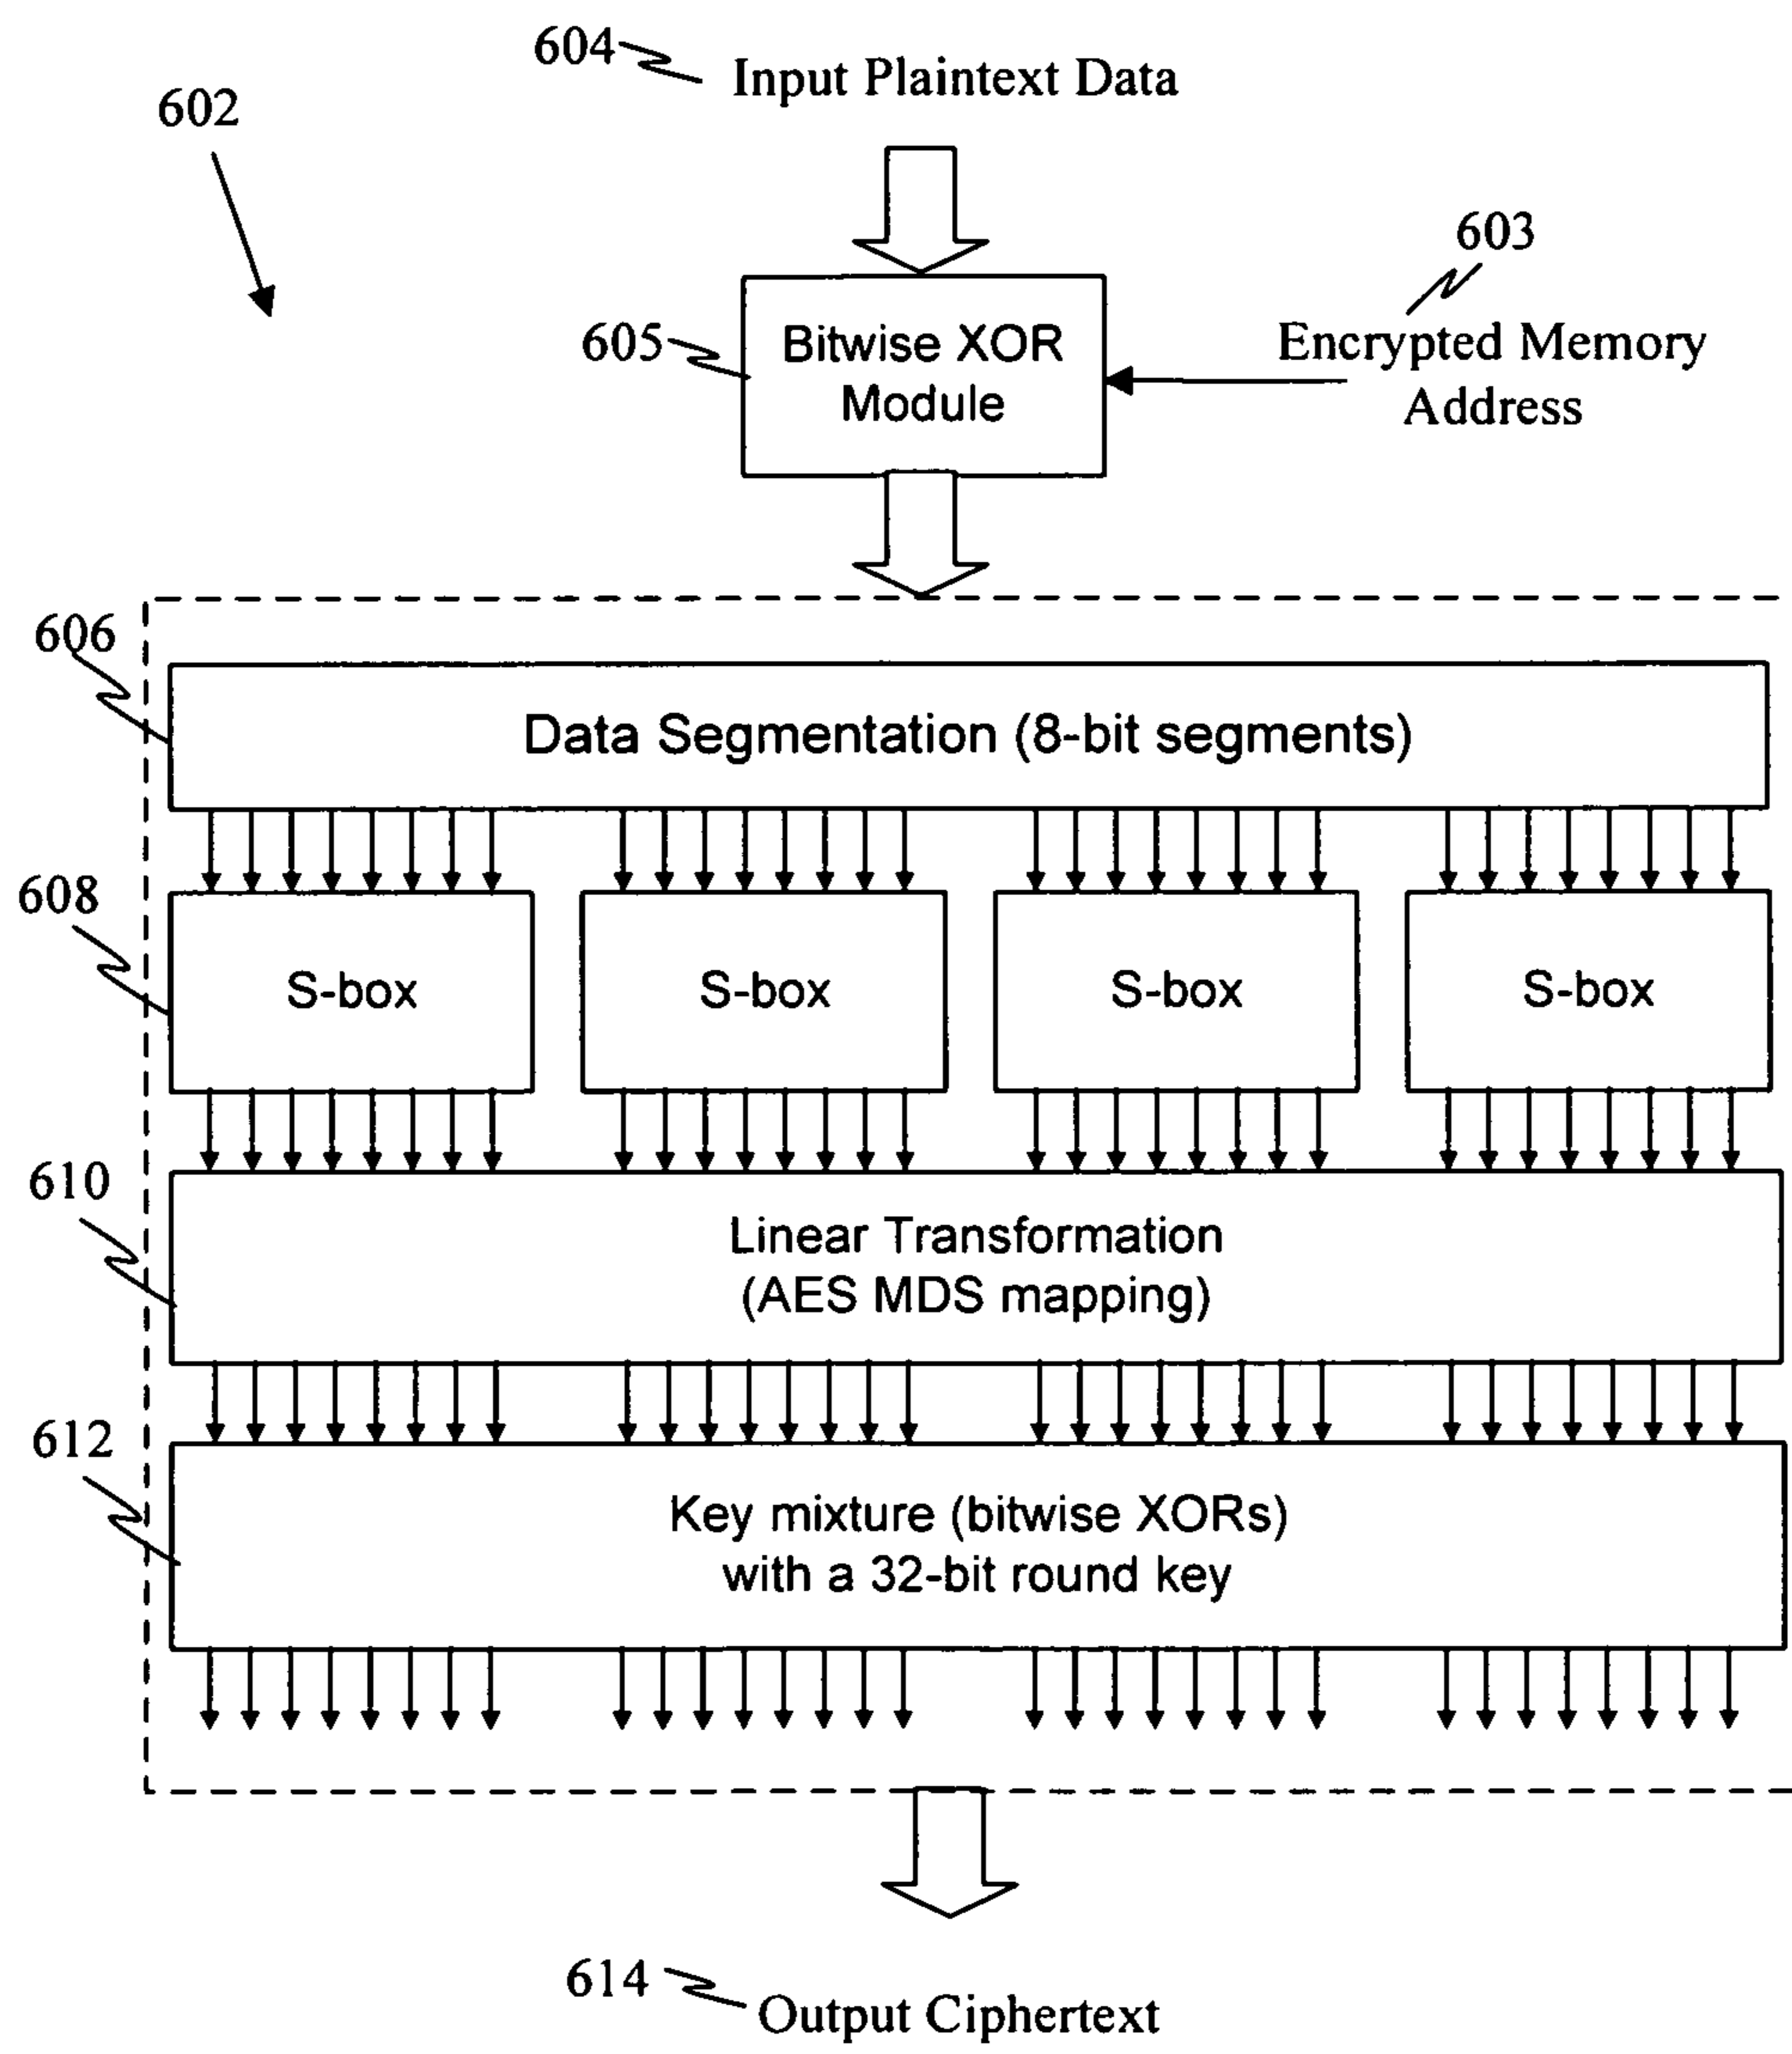 604
Input Plaintext Data
602
603
605
Bitwise XOR
Module
Encrypted Memory
Address
606
Data Segmentation (8-bit segments)
608
S-box
S-box
S-box
S-box
610
Linear Transformation
(AES MDS mapping)
612
Key mixture (bitwise XORs)
with a 32-bit round key
614
Output Ciphertext